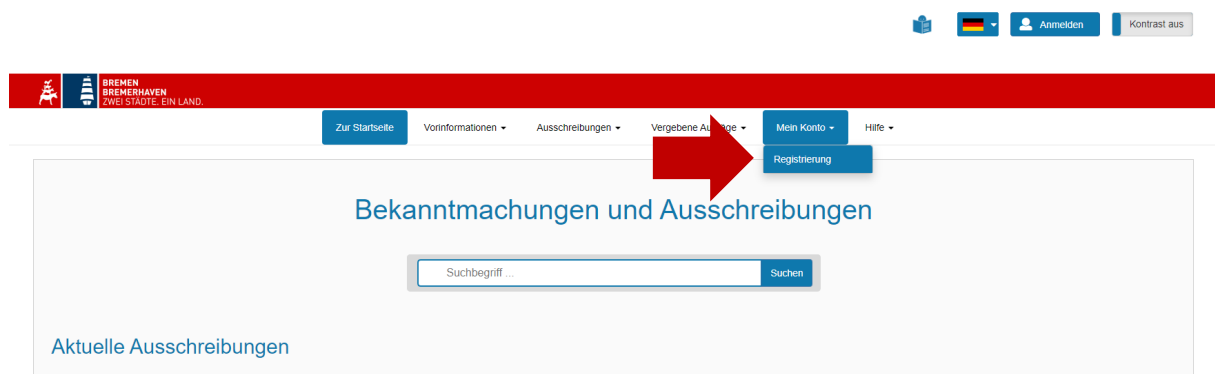 Anmelden Kontrast aus
BREMEN
BREMERHAVEN
ZWEI STÄDTE. EIN LAND.
Zur Startseite Vorinformationen Ausschreibungen Vergebene Mein Konto Hilfe
Registrierung
Bekanntmachungen und Ausschreibungen
Suchbegriff ... Suchen
Aktuelle Ausschreibungen